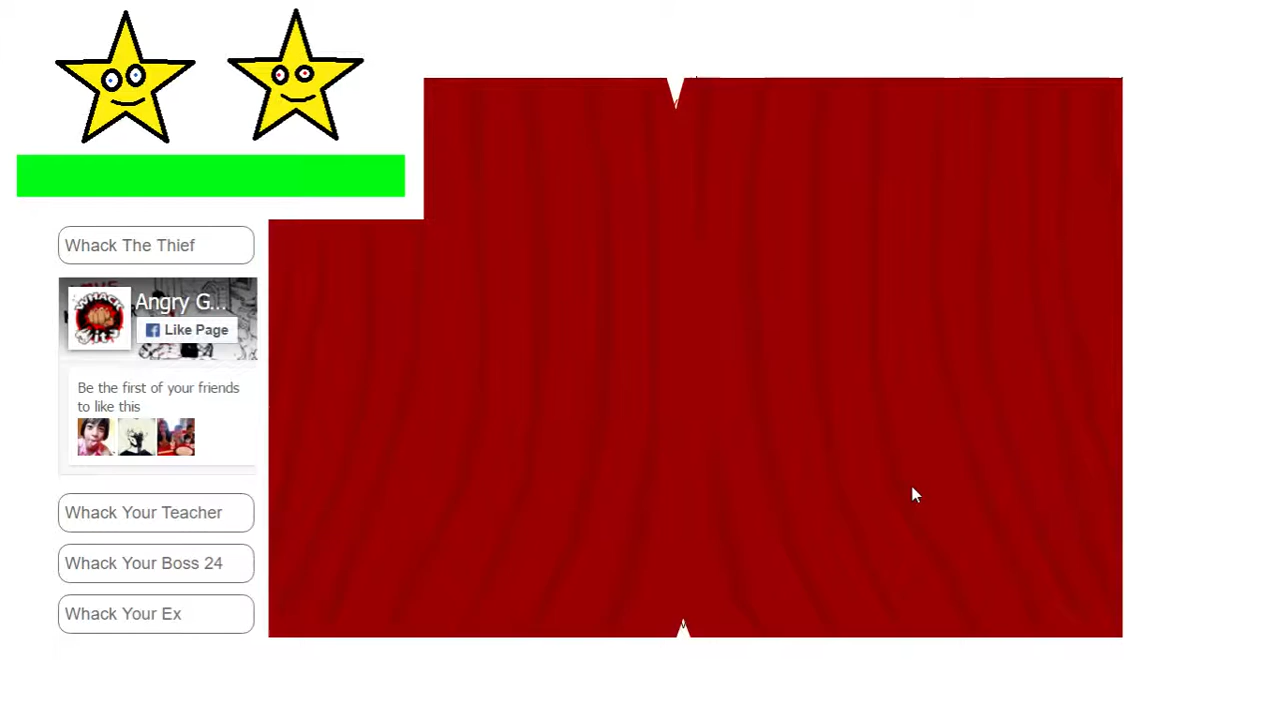 Whack The Thief
WHACK
Angry G...
Like Page
Be the first of your friends
to like this
Whack Your Teacher
Whack Your Boss 24
Whack Your Ex